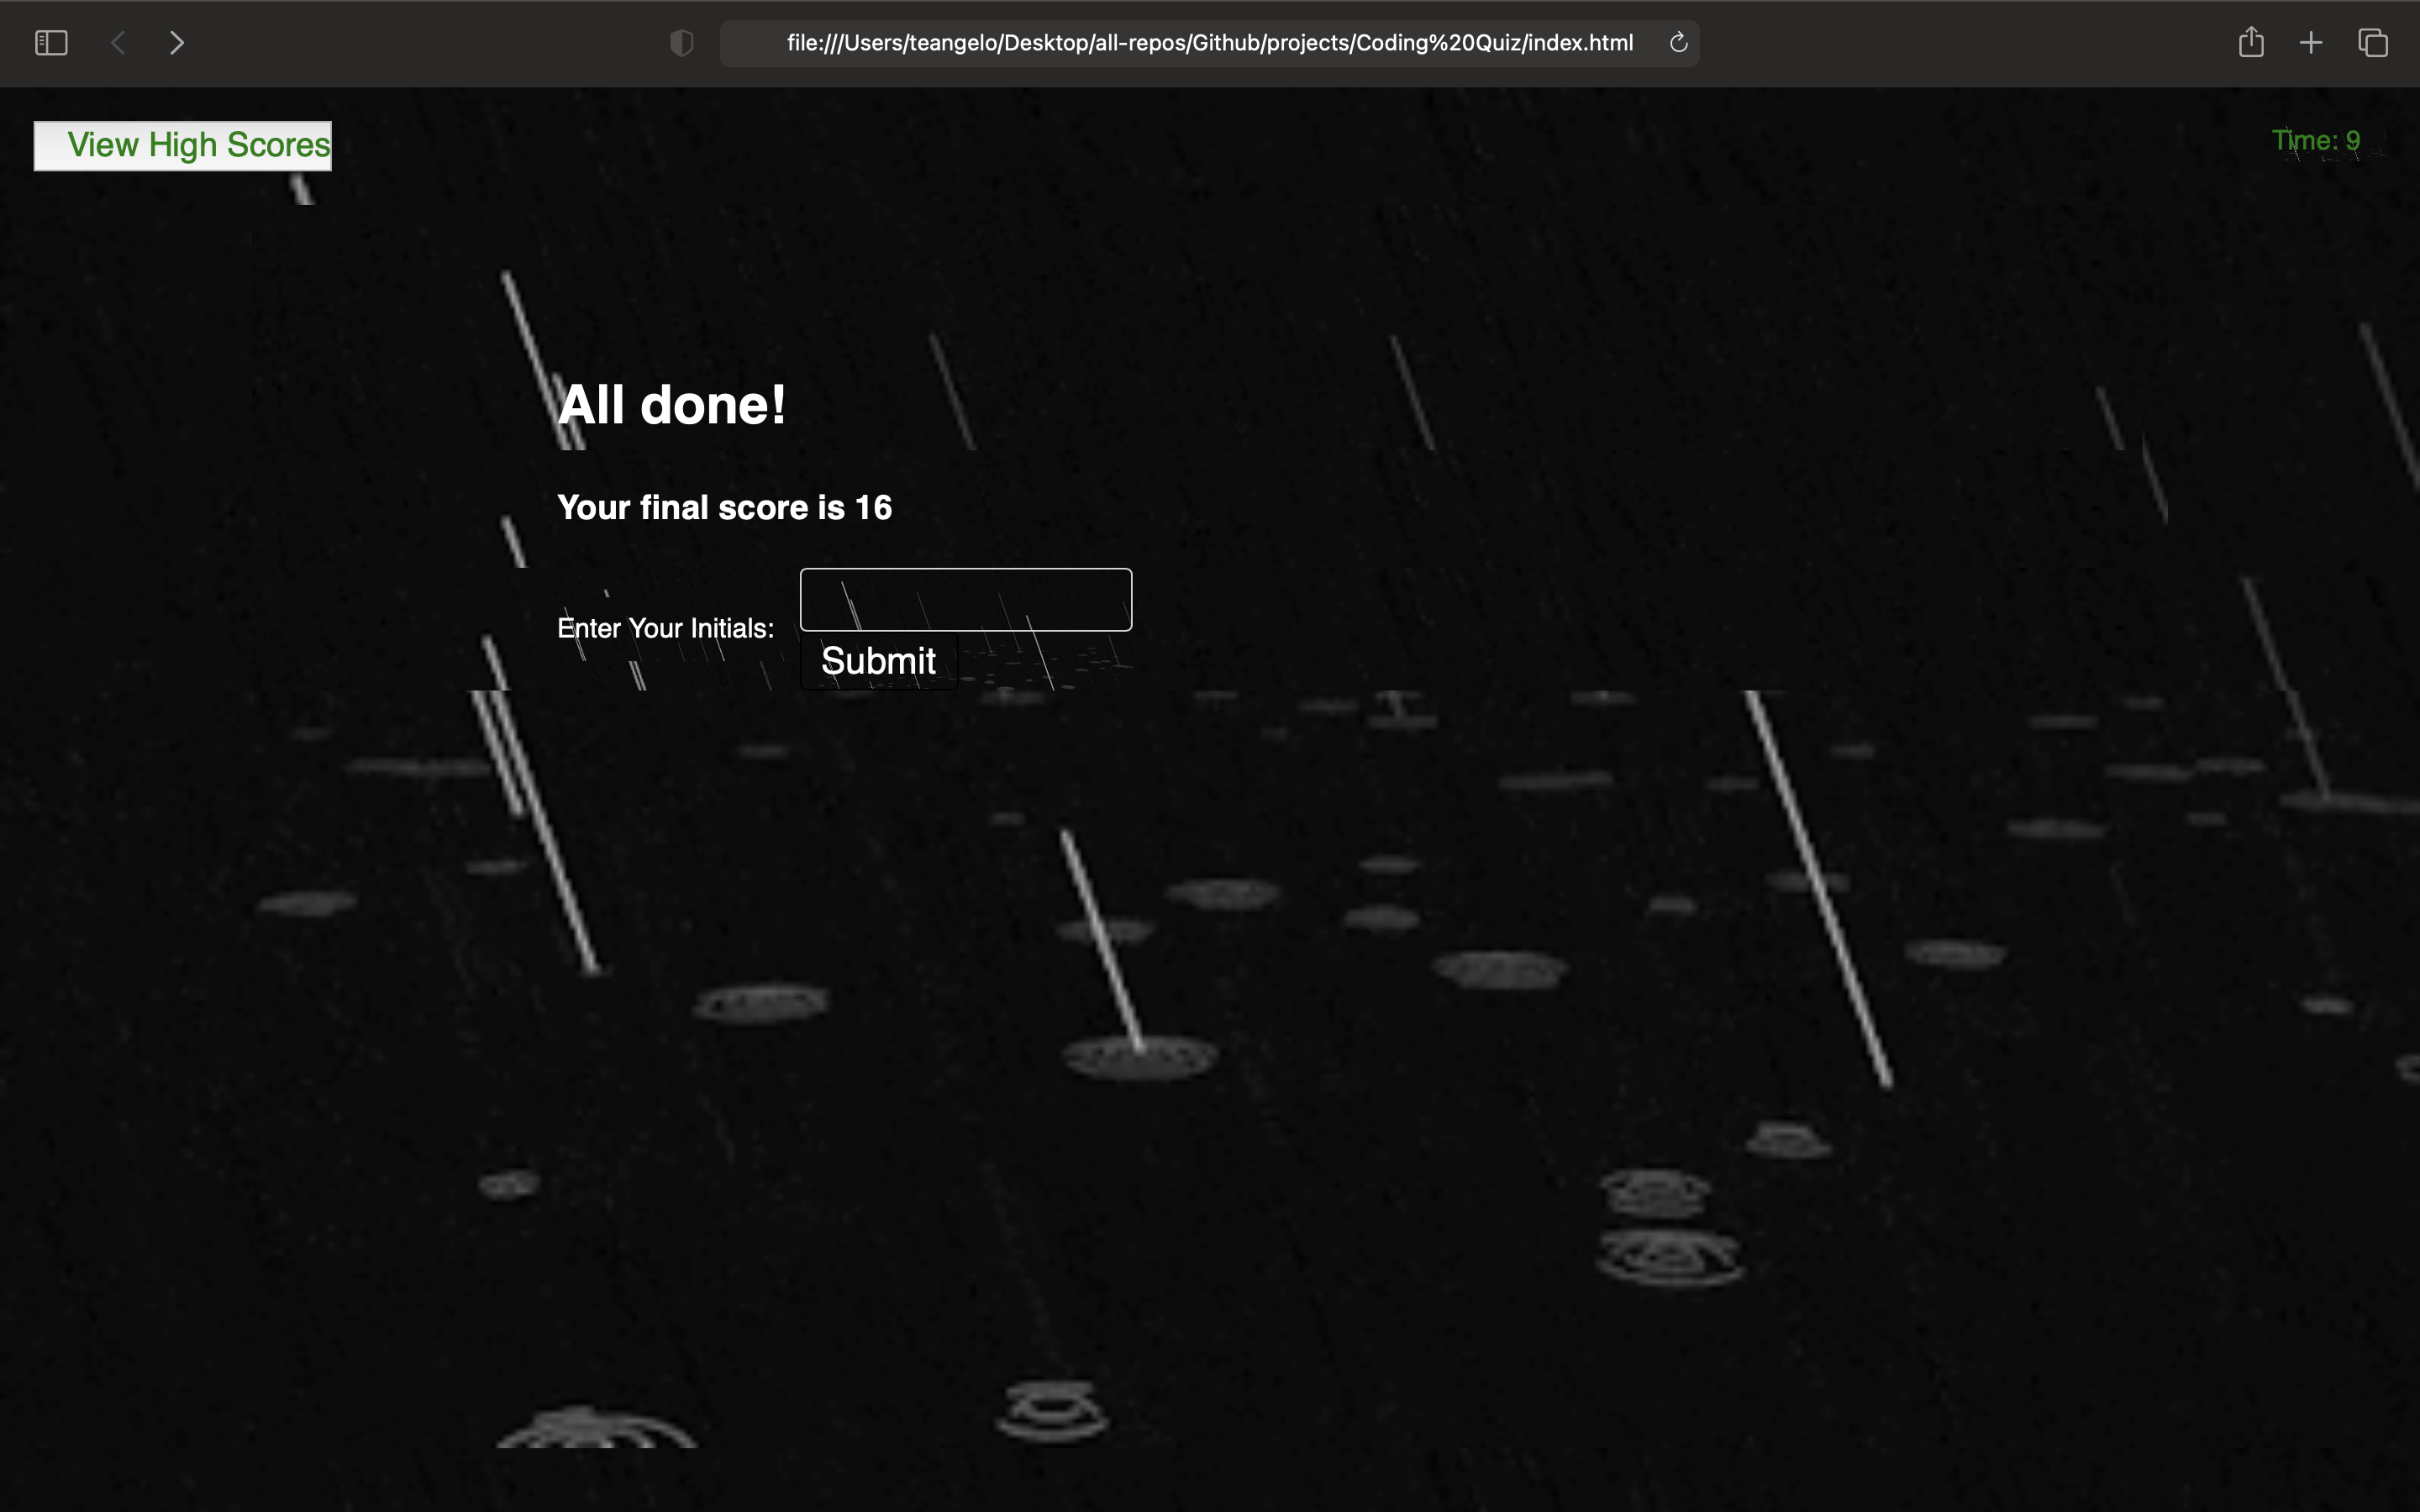 file:///Users/teangelo/Desktop/all-repos/Github/projects/Coding%20Quiz/index.html
View High Scores
Time: 9
All done!
Your final score is 16
Enter Your Initials:
Submit